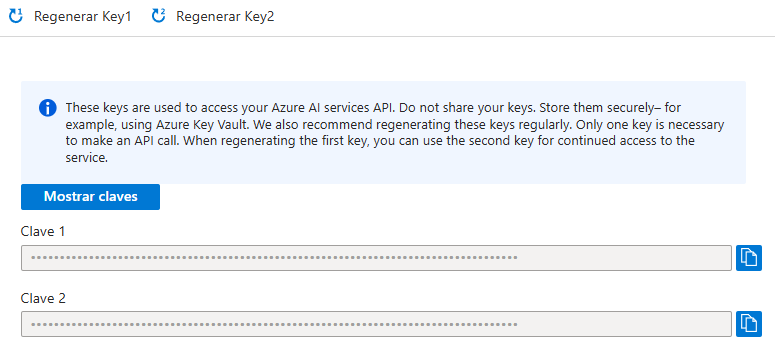 Regenerar Key1 Regenerar Key2
These keys are used to access your Azure AI services API. Do not share your keys. Store them securely– for
example, using Azure Key Vault. We also recommend regenerating these keys regularly. Only one key is necessary
to make an API call. When regenerating the first key, you can use the second key for continued access to the
service.
Mostrar claves
Clave 1
Clave 2